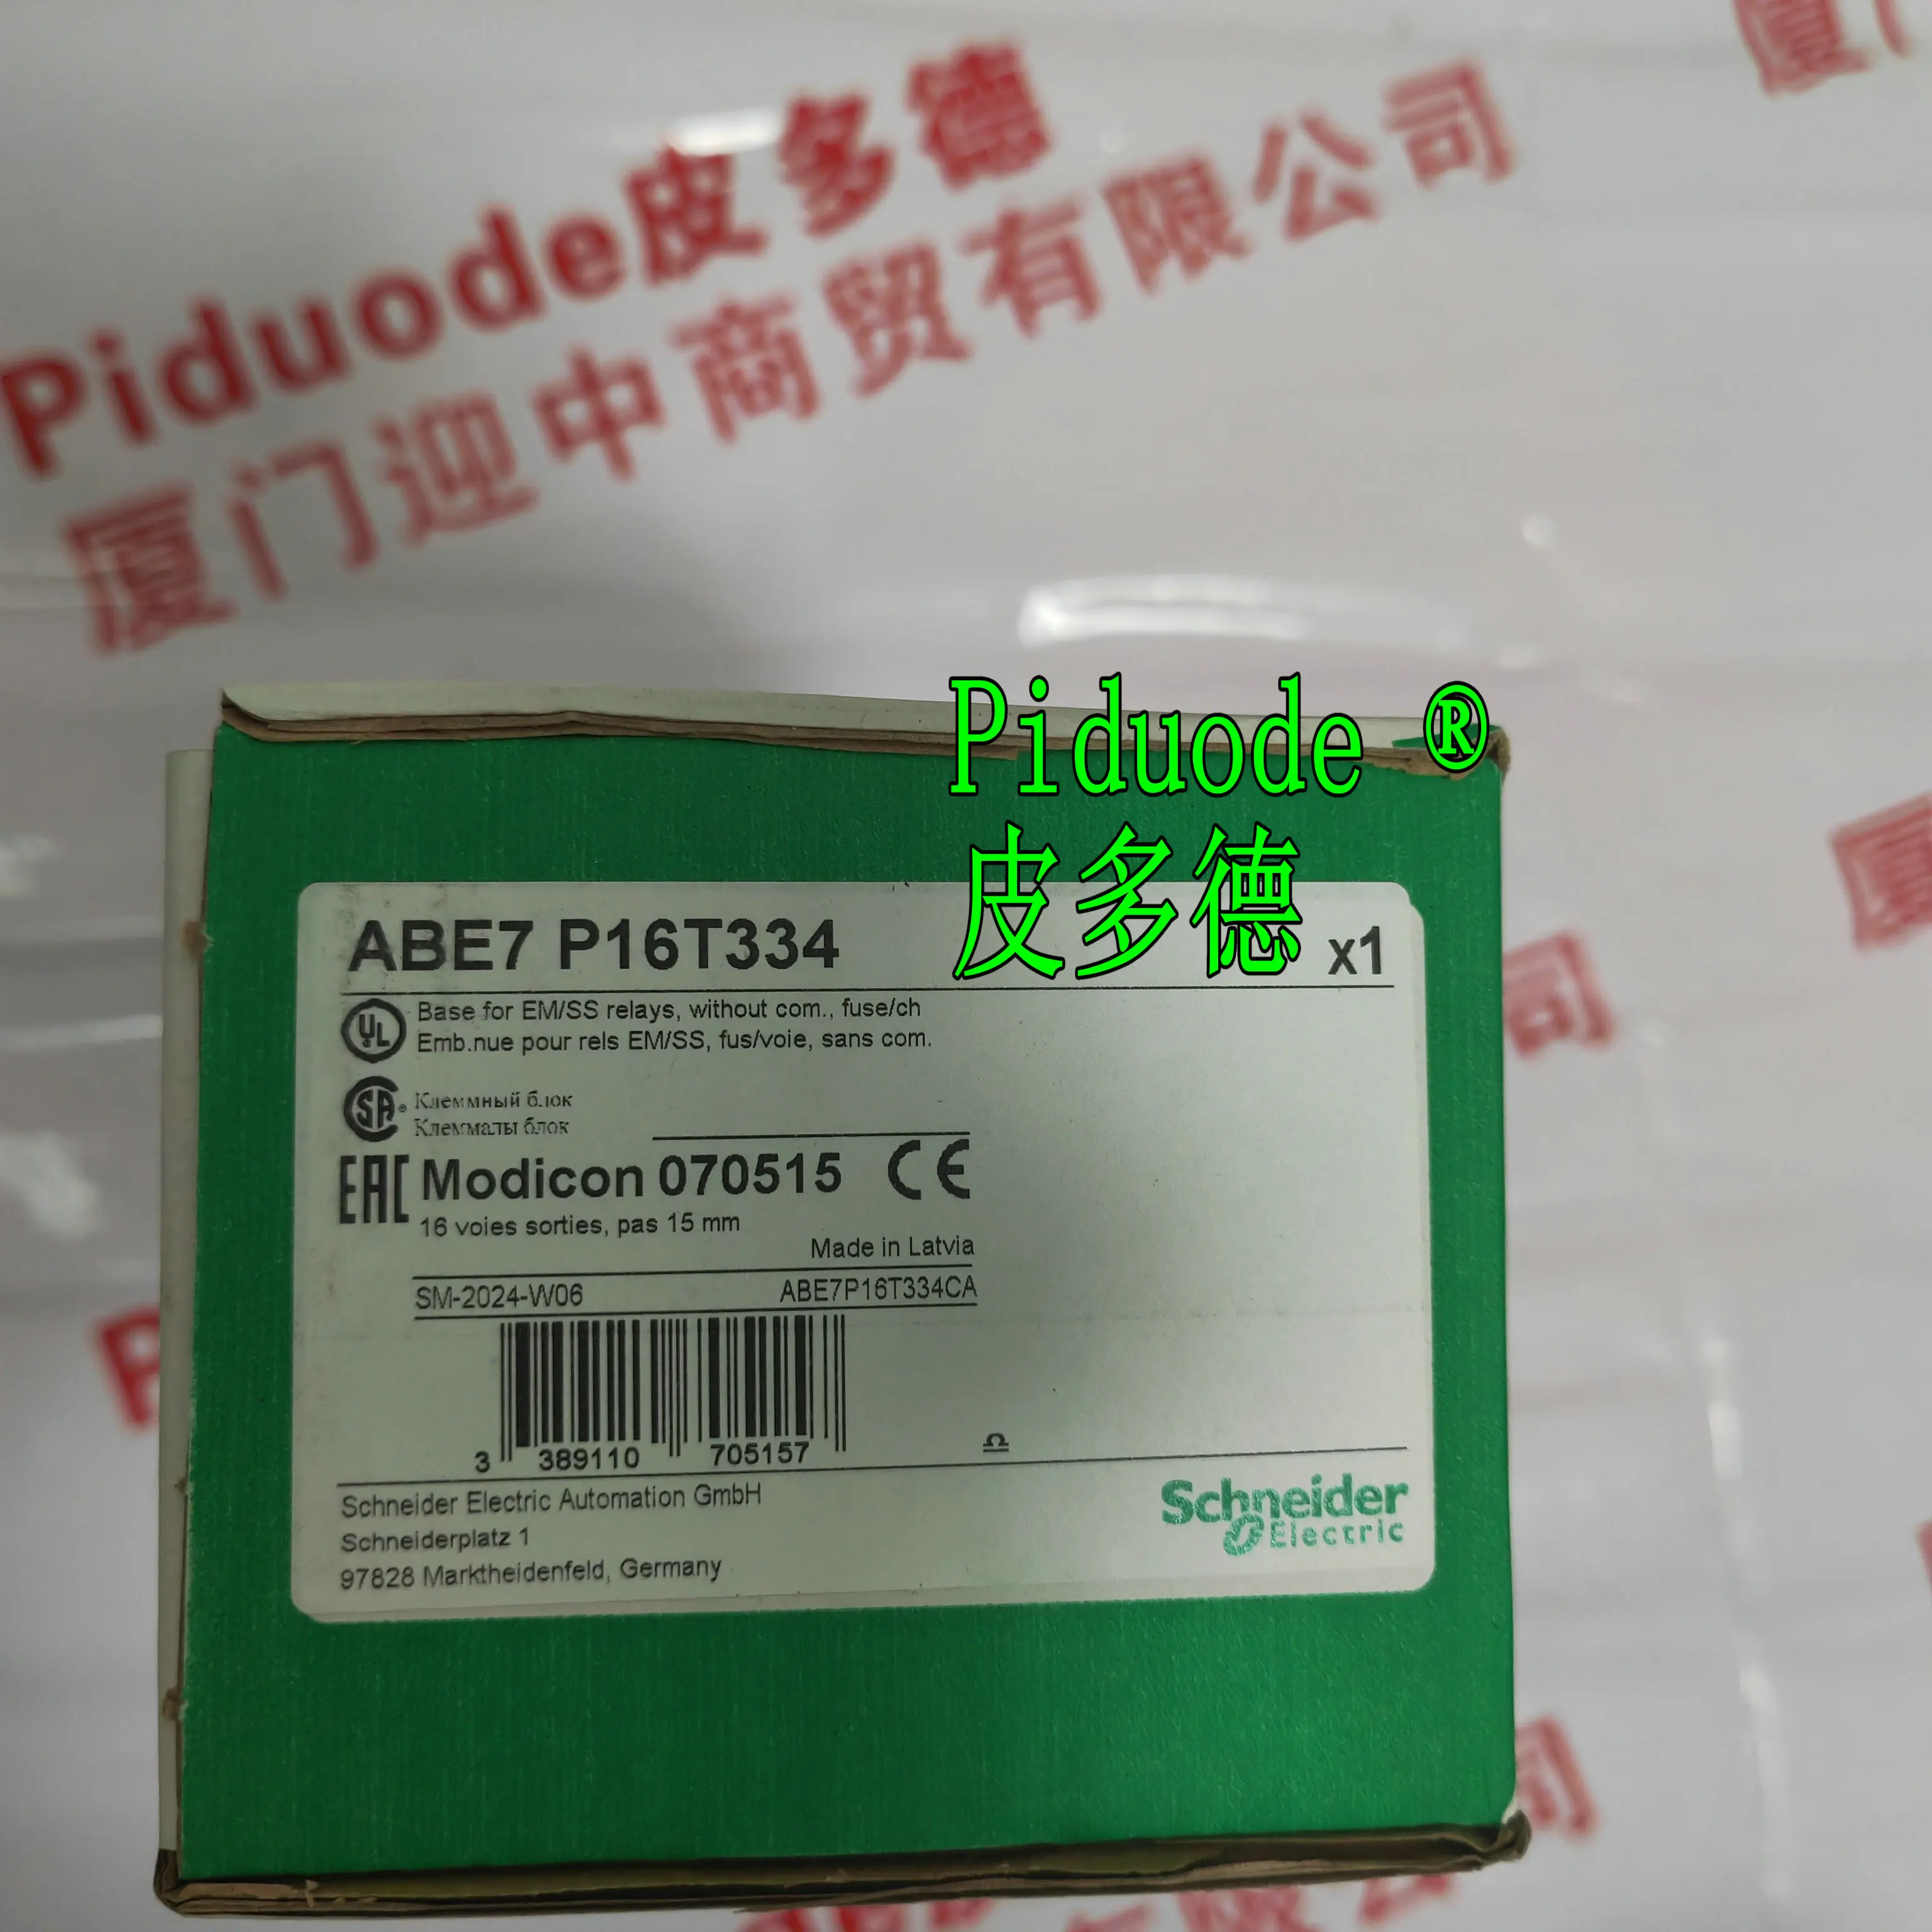 Piduode皮多德
厦门迎中商贸有限公司
Piduode ®
皮多德
ABE7 P16T334
x1
Base for EM/SS relays, without com., fuse/ch
Emb.nue pour rels EM/SS, fus/voie, sans com.
Клеммный блок
Клеммалы блок
EAC
Modicon 070515
CE
16 voies sorties, pas 15 mm
Made in Latvia
SM-2024-W06
ABE7P16T334CA
3 389110 705157
Schneider Electric Automation GmbH
Schneiderplatz 1
97828 Marktheidenfeld, Germany
Schneider
Electric